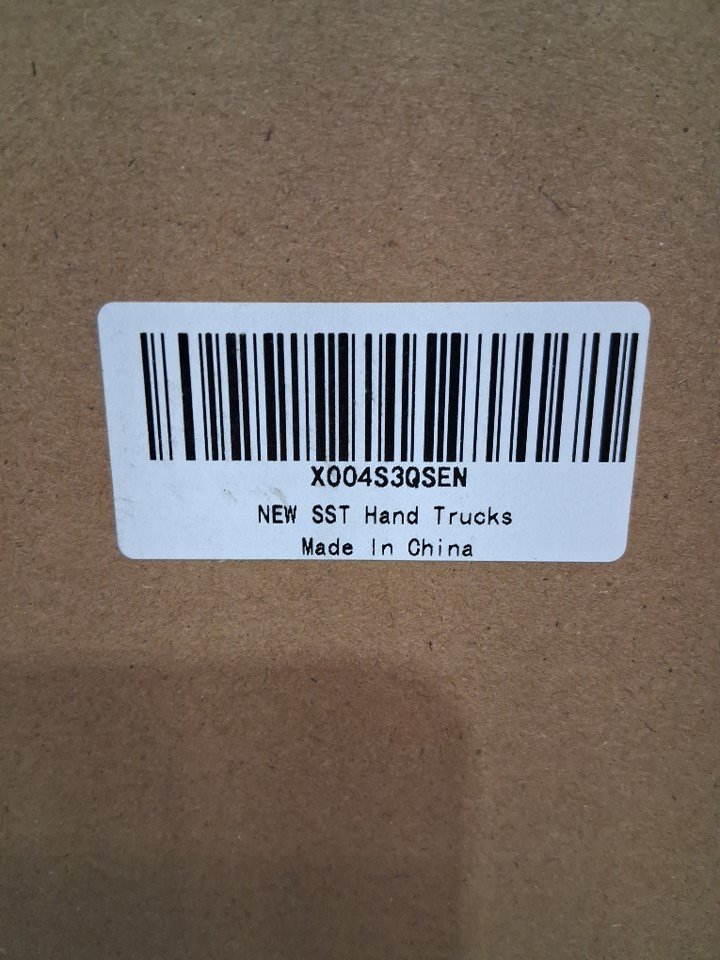 X004S3QSEN
NEW SST Hand Trucks
Made In China